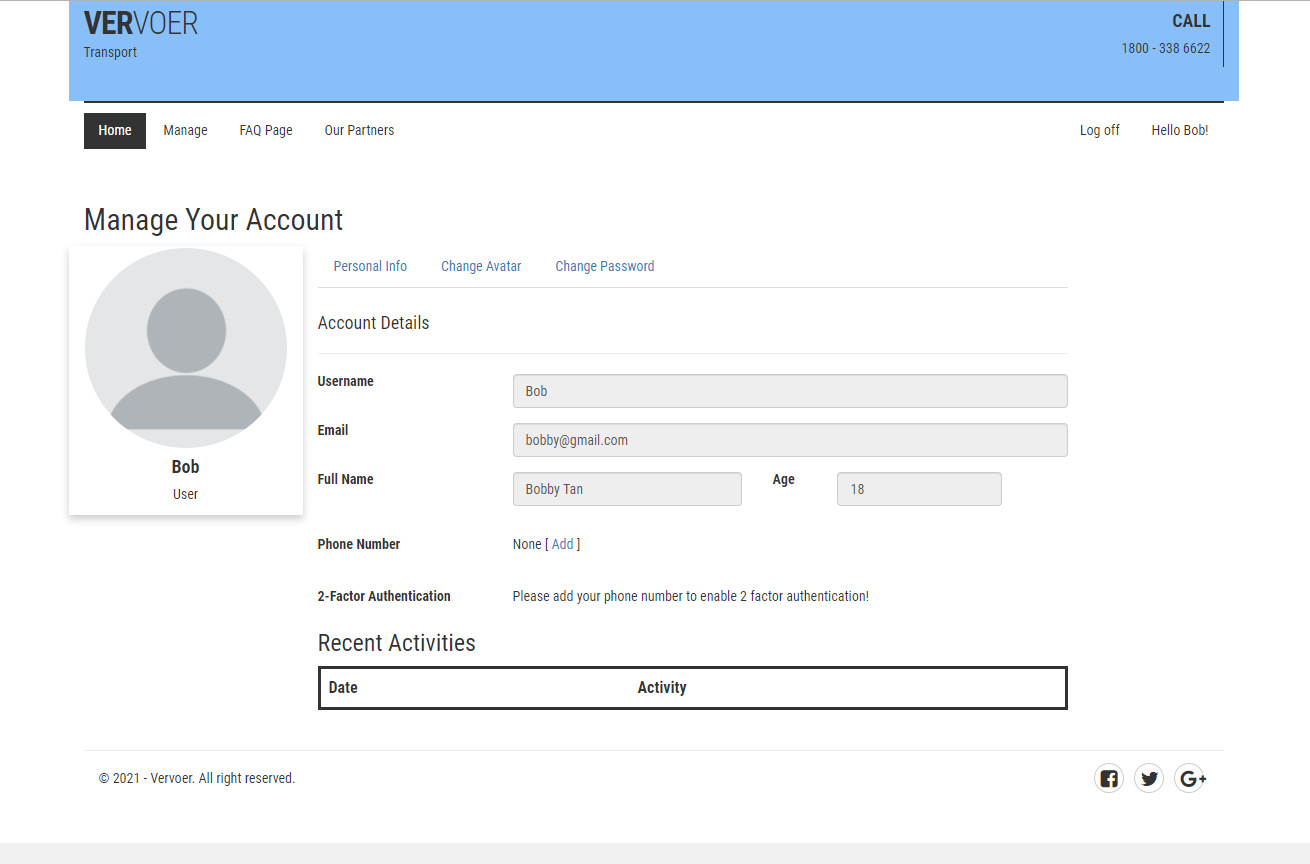 VERVOER
Transport
CALL
1800 - 338 6622
Home Manage FAQ Page Our Partners Log off Hello Bob!
Manage Your Account
Bob
User
Personal Info Change Avatar Change Password
Account Details
Username Bob
Email bobby@gmail.com
Full Name Bobby Tan Age 18
Phone Number None [ Add ]
2-Factor Authentication Please add your phone number to enable 2 factor authentication!
Recent Activities
Date Activity
© 2021 - Vervoer. All right reserved.